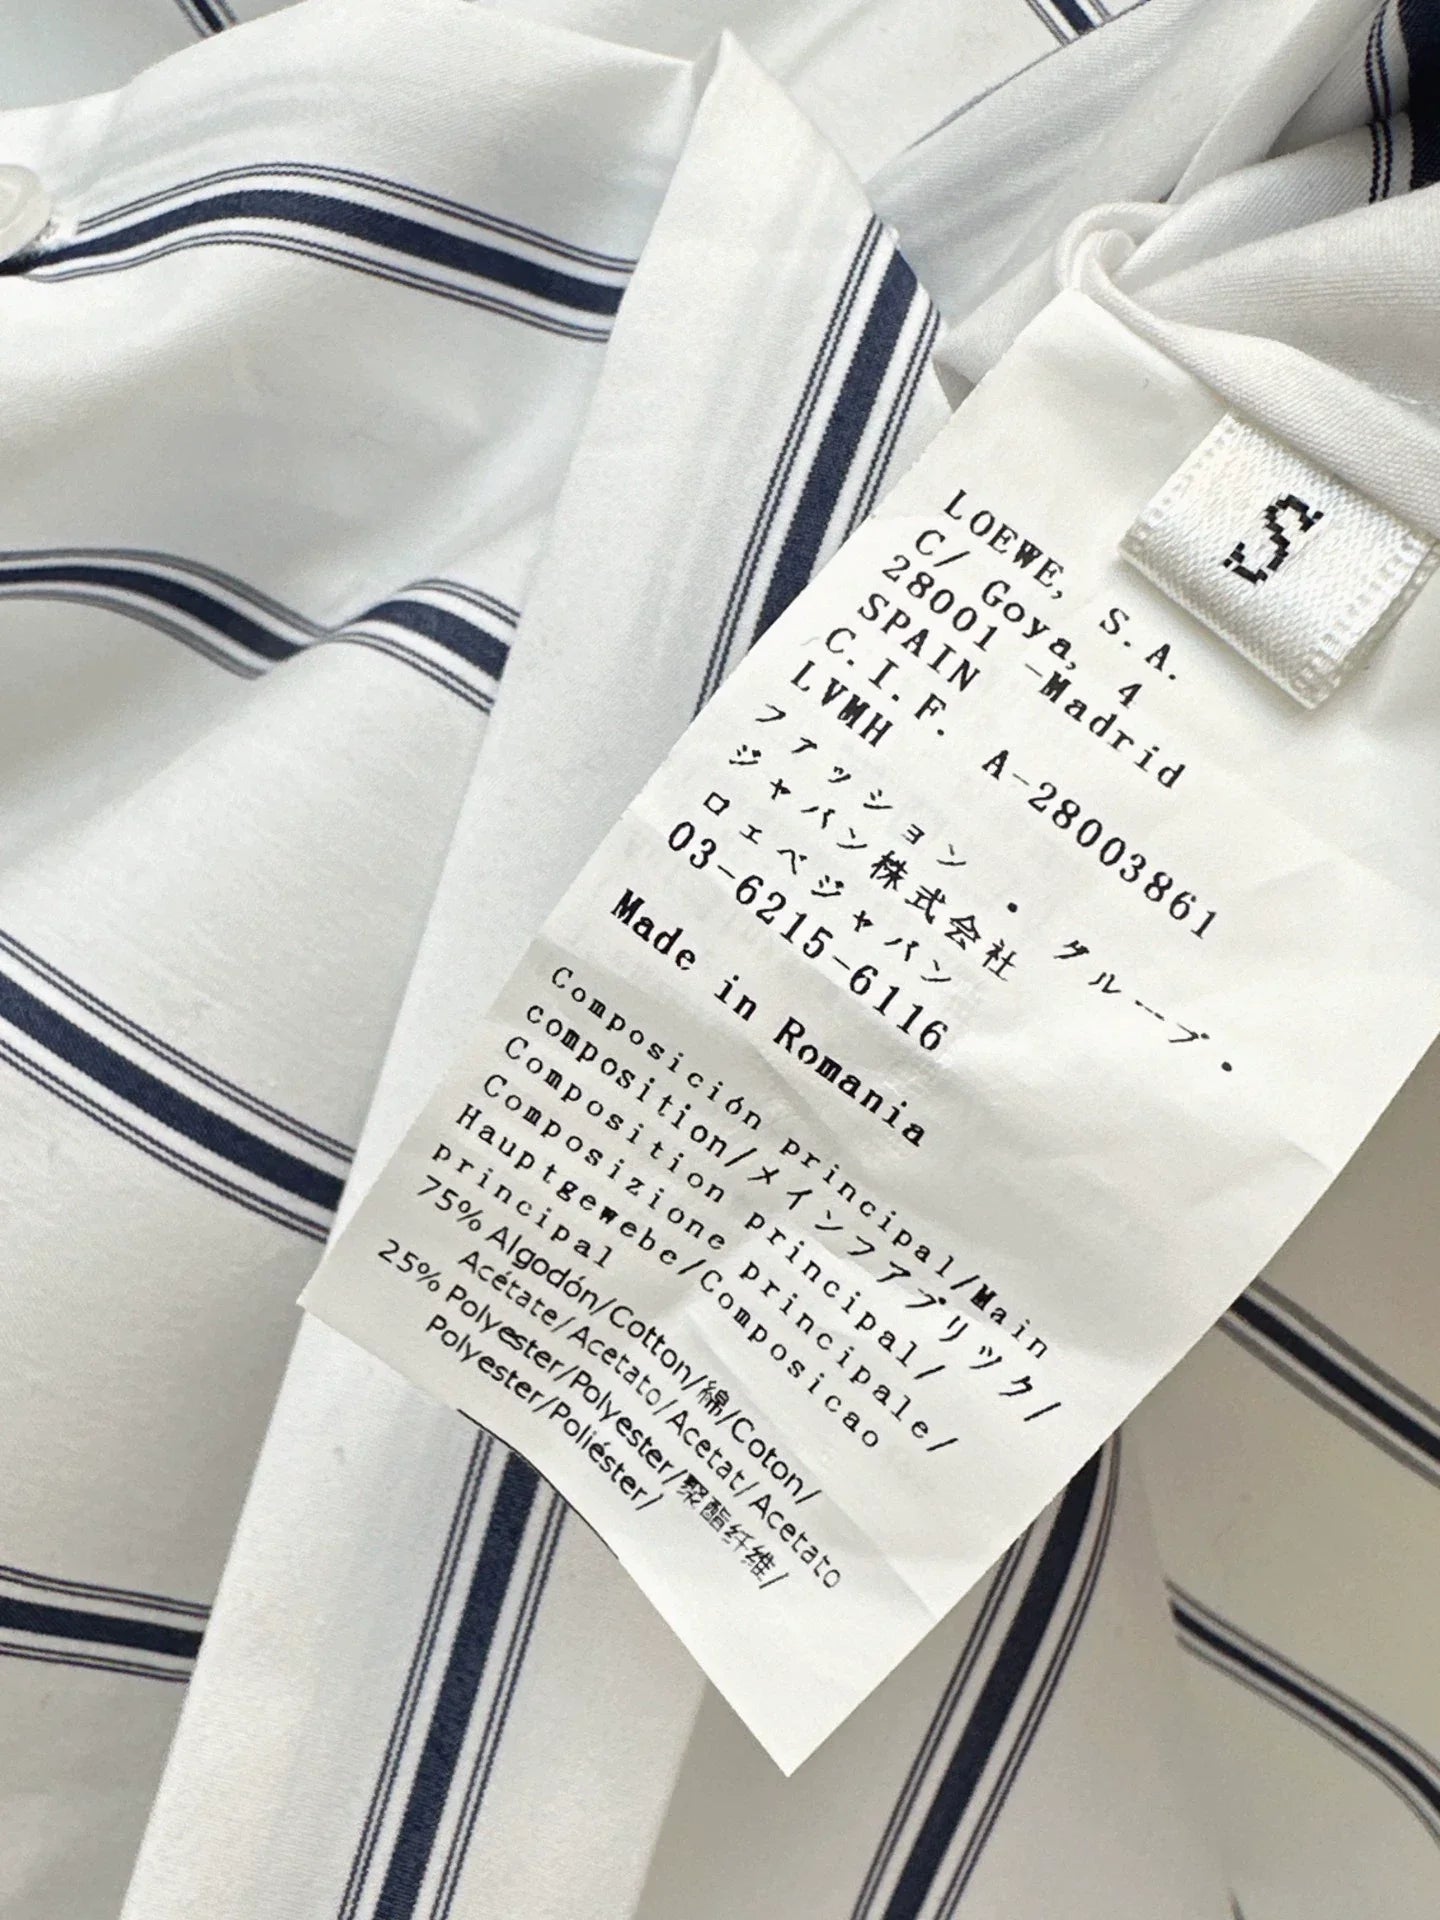 S
LOEWE, S.A.
C/ Goya, 4
28001 -Madrid
SPAIN
C.I.F. A-28003861
LVMH
ファッション・グループ・
ジャパン株式会社
ロエベジャパン
03-6215-6116
Made in Romania
Composición principal/Main
composition/メインファブリック/
Composition principal/
Composizione principale/
Hauptgewebe/Composicao
principal
75% Algodón/Cotton/綿/Coton/
Acétate/Acetato/Acetat/Acetato
25% Polyester/Polyester/聚酯纤维/
Polyester/Poliéster/